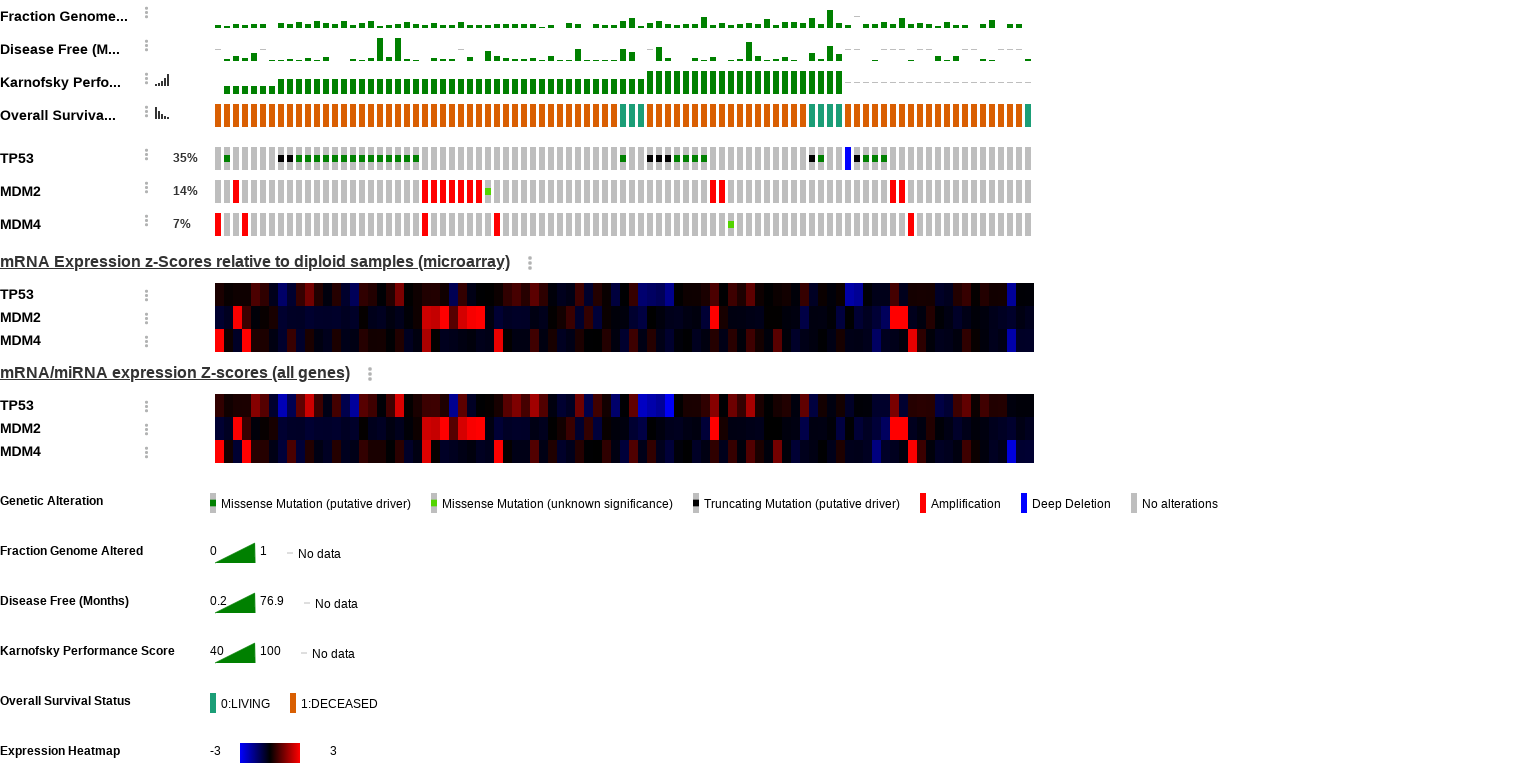 Fraction Genome...
Disease Free (M...
Karnofsky Perfo...
Overall Surviva...
TP53 35%
MDM2 14%
MDM4 7%
mRNA Expression z-Scores relative to diploid samples (microarray)
TP53
MDM2
MDM4
mRNA/miRNA expression Z-scores (all genes)
TP53
MDM2
MDM4
Genetic Alteration Missense Mutation (putative driver) Missense Mutation (unknown significance) Truncating Mutation (putative driver) Amplification Deep Deletion No alterations
Fraction Genome Altered 0 1 No data
Disease Free (Months) 0.2 76.9 No data
Karnofsky Performance Score 40 100 No data
Overall Survival Status 0:LIVING 1:DECEASED
Expression Heatmap -3 3